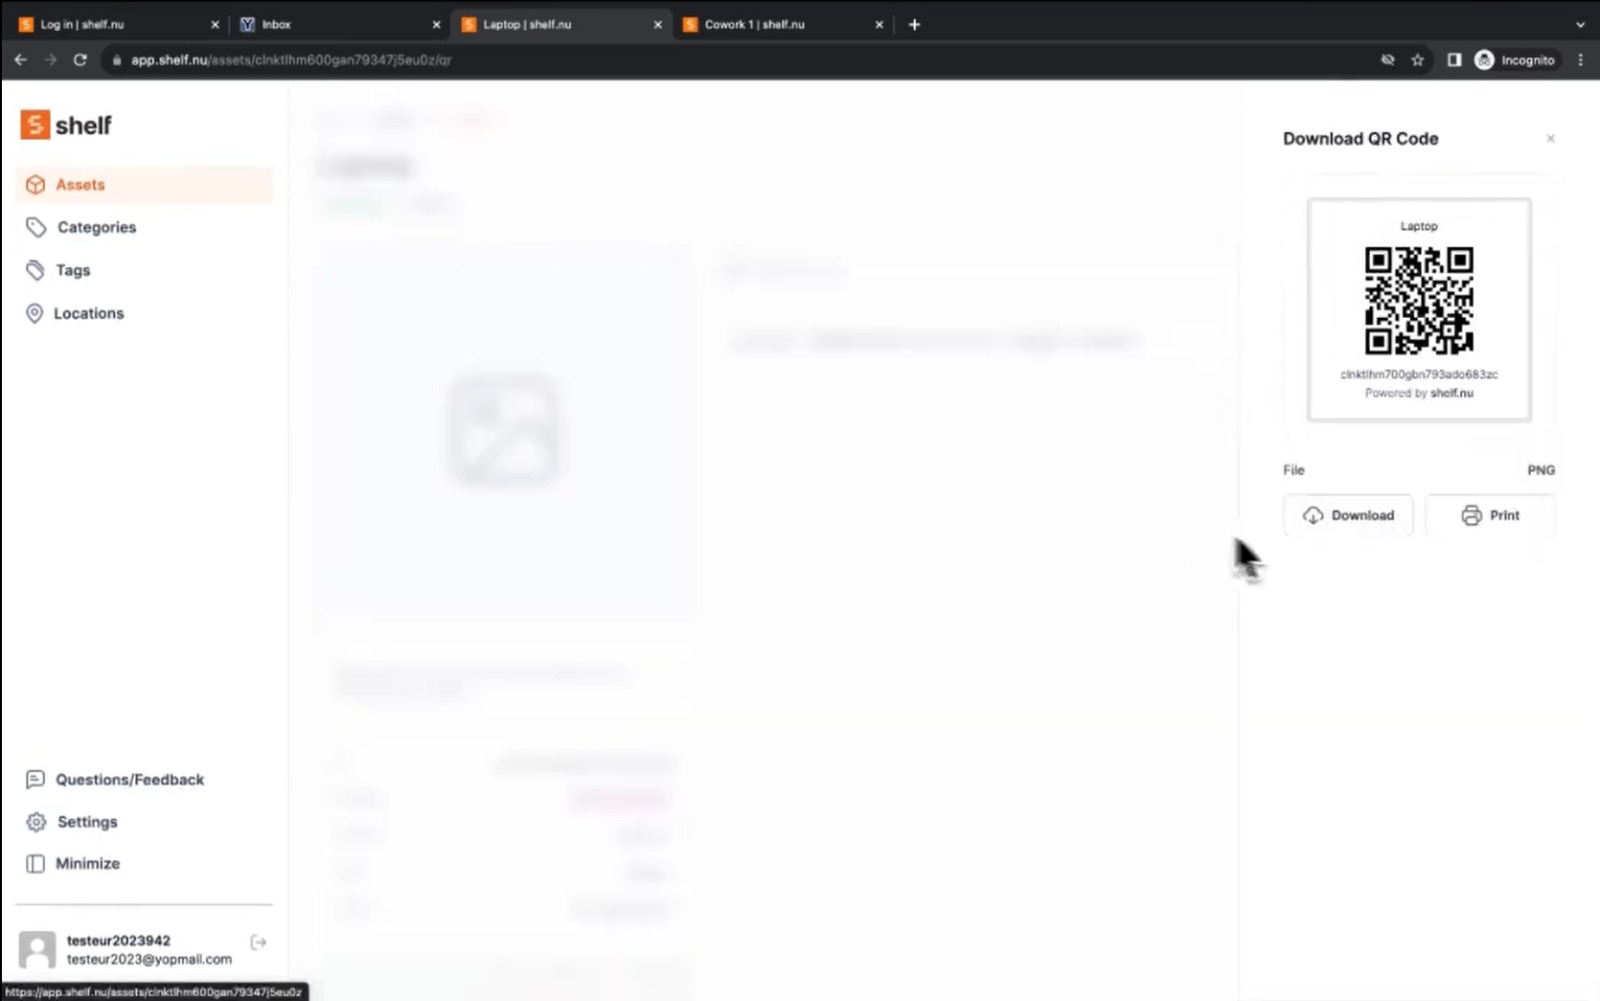 Log in | shelf.nu
Inbox
Laptop | shelf.nu
Cowork 1 | shelf.nu
app.shelf.nu/assets/clnktlhm600gan79347j5eu0z/qr
Incognito
shelf
Assets
Categories
Tags
Locations
Questions/Feedback
Settings
Minimize
testeur2023942
testeur2023@yopmail.com
https://app.shelf.nu/assets/clnktlhm600gan79347j5eu0z
Download QR Code
Laptop
clnktlhm700gbn793ado683zc
Powered by shelf.nu
File PNG
Download Print